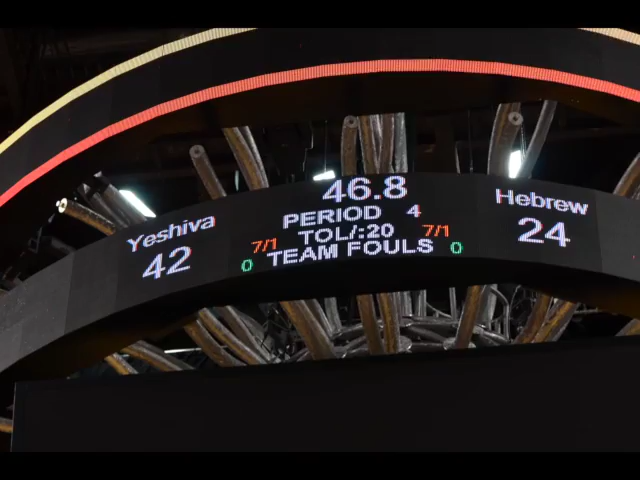 46.8
Yeshiva PERIOD 4 Hebrew
42 7/1 TOL/:20 7/1 24
0 TEAM FOULS 0